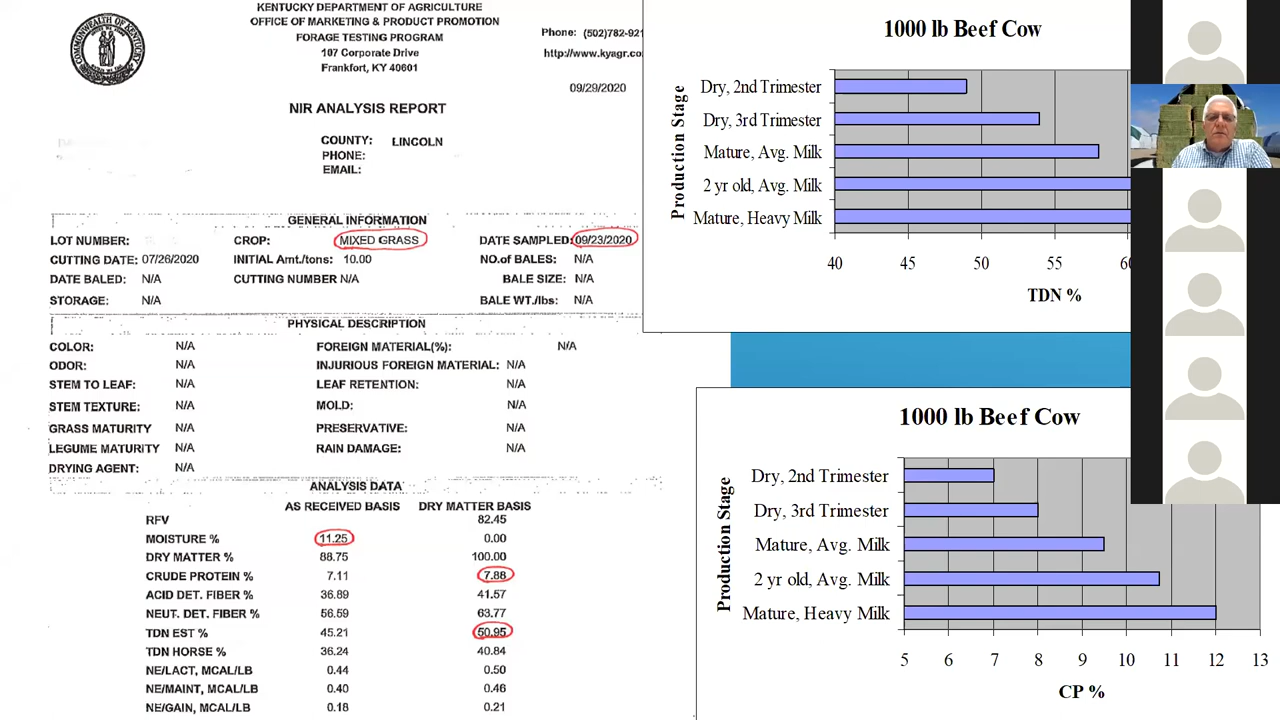 KENTUCKY DEPARTMENT OF AGRICULTURE
OFFICE OF MARKETING & PRODUCT PROMOTION
FORAGE TESTING PROGRAM
107 Corporate Drive
Frankfort, KY 40601
Phone: (502)782-921
http://www.kyagr.co
09/29/2020
NIR ANALYSIS REPORT
COUNTY: LINCOLN
PHONE:
EMAIL:
GENERAL INFORMATION
LOT NUMBER: CROP: MIXED GRASS DATE SAMPLED: 09/23/2020
CUTTING DATE: 07/26/2020 INITIAL Amt./tons: 10.00 NO.of BALES: N/A
DATE BALED: N/A CUTTING NUMBER N/A BALE SIZE: N/A
STORAGE: N/A BALE WT./lbs: N/A
PHYSICAL DESCRIPTION
COLOR: N/A FOREIGN MATERIAL(%): N/A
ODOR: N/A INJURIOUS FOREIGN MATERIAL: N/A
STEM TO LEAF: N/A LEAF RETENTION: N/A
STEM TEXTURE: N/A MOLD: N/A
GRASS MATURITY N/A PRESERVATIVE: N/A
LEGUME MATURITY N/A RAIN DAMAGE: N/A
DRYING AGENT: N/A
ANALYSIS DATA
AS RECEIVED BASIS DRY MATTER BASIS
RFV 82.45
MOISTURE % 11.25 0.00
DRY MATTER % 88.75 100.00
CRUDE PROTEIN % 7.11 7.88
ACID DET. FIBER % 36.89 41.57
NEUT. DET. FIBER % 56.59 63.77
TDN EST % 45.21 50.95
TDN HORSE % 36.24 40.84
NE/LACT, MCAL/LB 0.44 0.50
NE/MAINT, MCAL/LB 0.40 0.46
NE/GAIN, MCAL/LB 0.18 0.21
1000 lb Beef Cow
Production Stage
Dry, 2nd Trimester
Dry, 3rd Trimester
Mature, Avg. Milk
2 yr old, Avg. Milk
Mature, Heavy Milk
40 45 50 55 60
TDN %
1000 lb Beef Cow
Production Stage
Dry, 2nd Trimester
Dry, 3rd Trimester
Mature, Avg. Milk
2 yr old, Avg. Milk
Mature, Heavy Milk
5 6 7 8 9 10 11 12 13
CP %